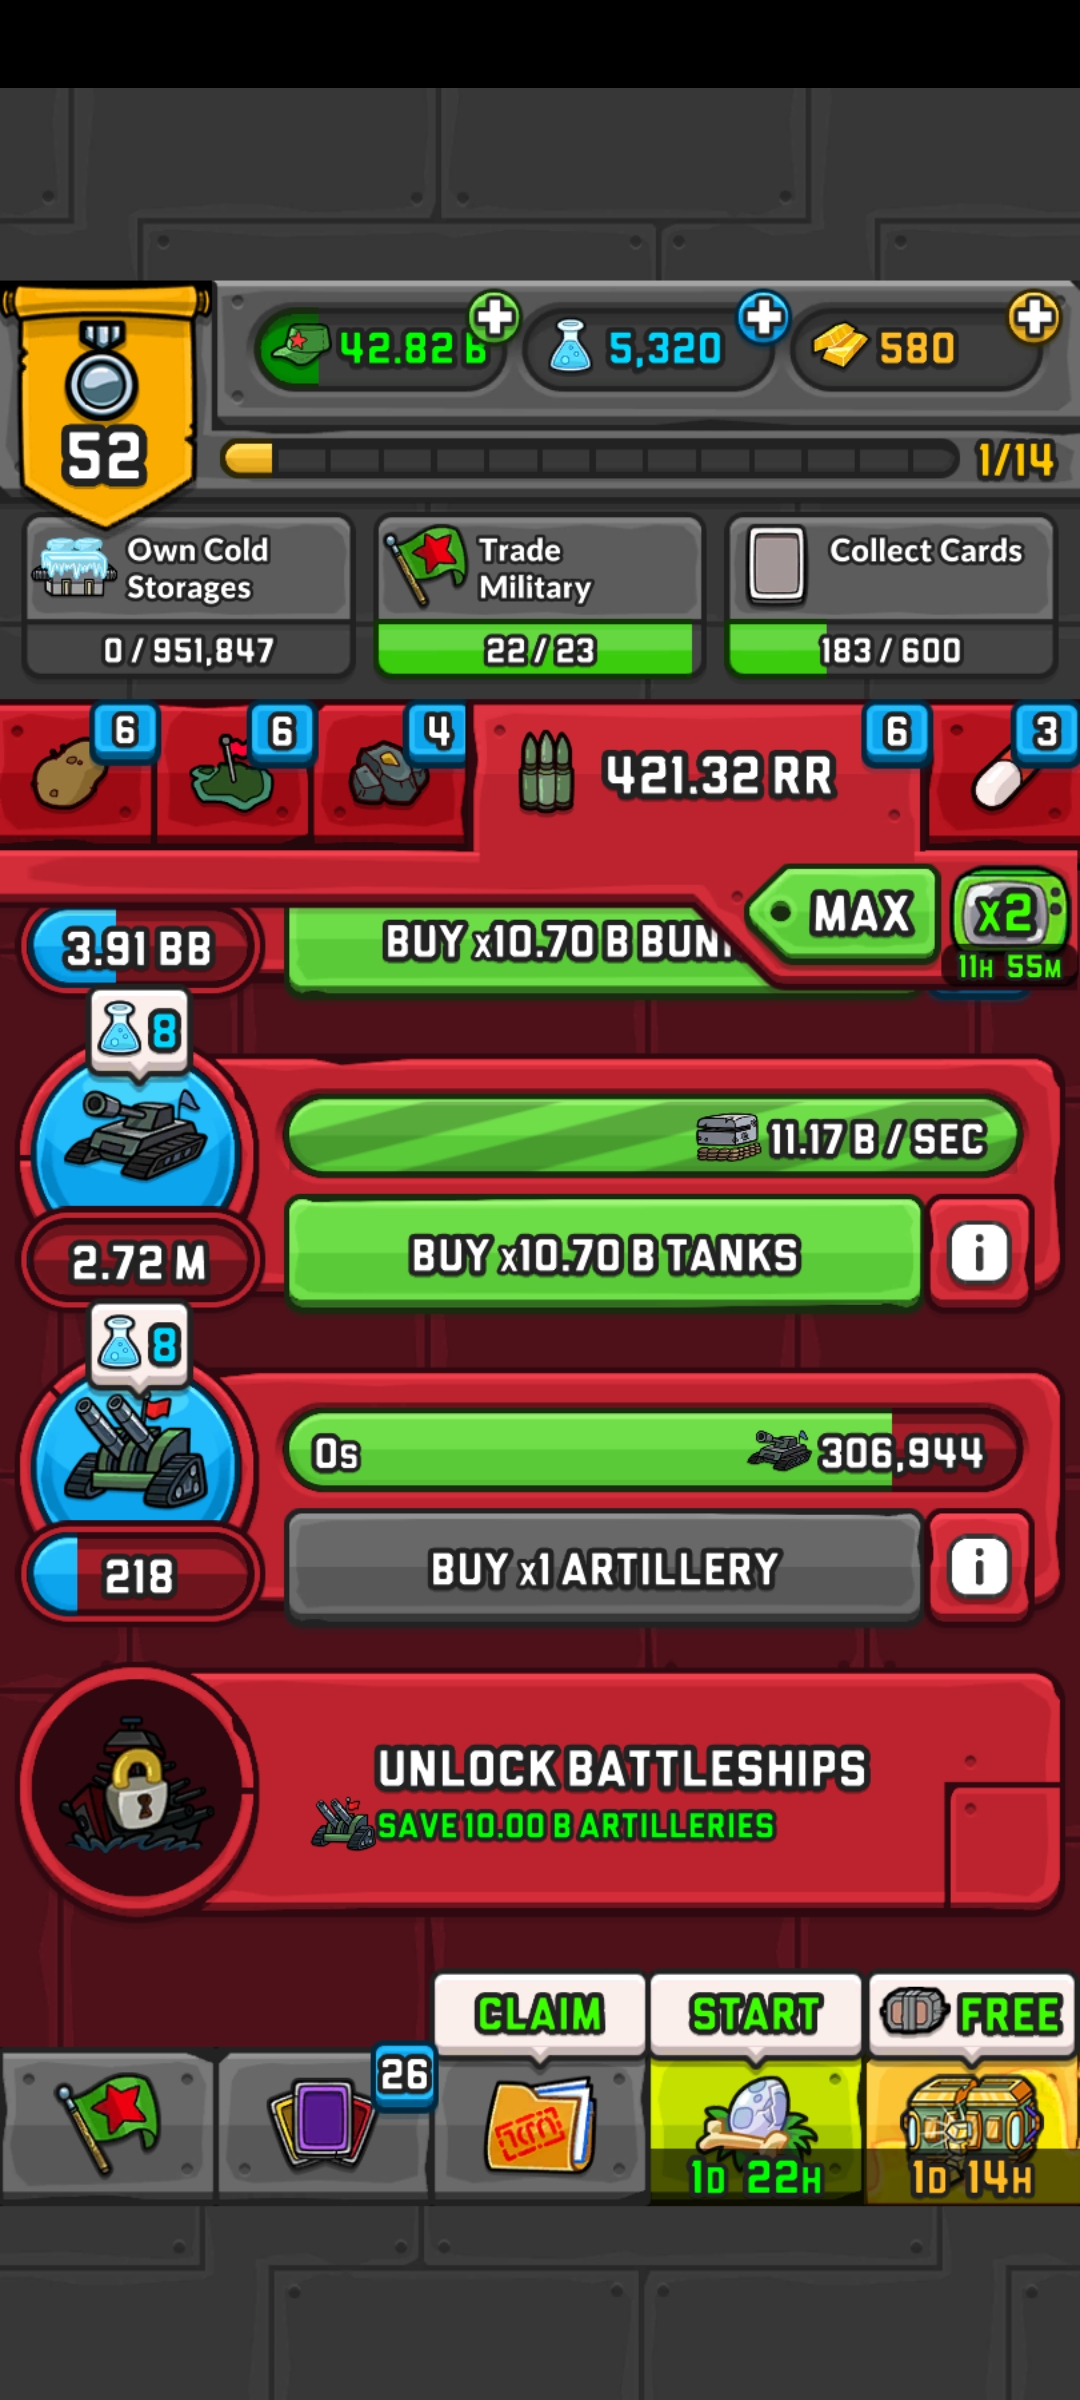 52
42.82 B
5,320
580
1/14
Own Cold
Storages
0 / 951,847
Trade
Military
22 / 23
Collect Cards
183 / 600
6
6
4
421.32 RR
6
3
MAX
x2
11H 55M
3.91 BB
BUY x10.70 B
8
11.17 B / SEC
2.72 M
BUY x10.70 B TANKS
i
8
0s
306,944
218
BUY x1 ARTILLERY
i
UNLOCK BATTLESHIPS
SAVE 10.00 B ARTILLERIES
CLAIM
START
FREE
26
1D 22H
1D 14H